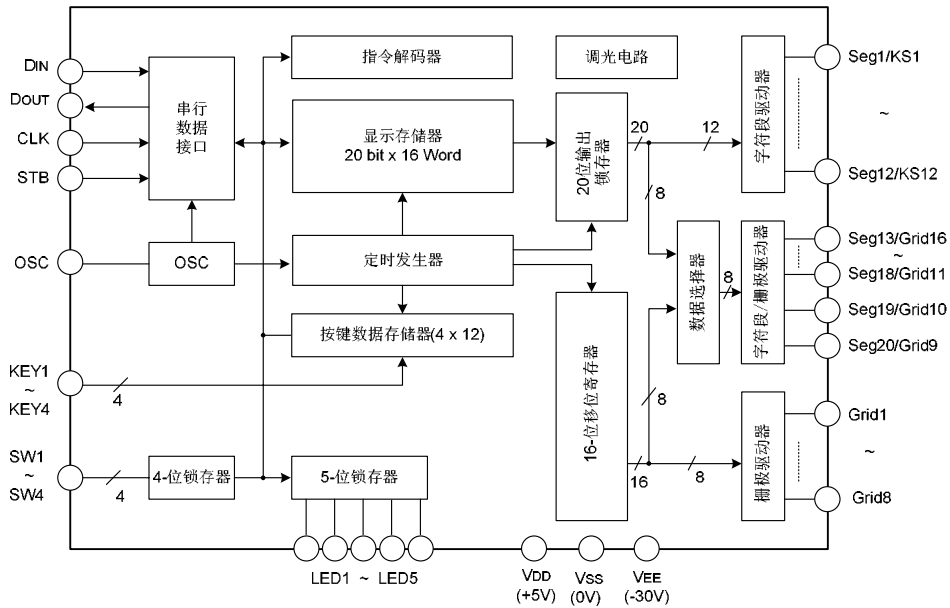 DIN
DOUT
CLK
STB
OSC
KEY1
~
KEY4
SW1
~
SW4
串行
数据
接口
OSC
4
4
4-位锁存器
指令解码器
显示存储器
20 bit x 16 Word
定时发生器
按键数据存储器(4 x 12)
5-位锁存器
LED1 ~ LED5
调光电路
20位输出
锁存器
16-位移位寄存器
20
12
8
8
8
16
8
数据选择器
字符段驱动器
字符段/栅极驱动器
栅极驱动器
Seg1/KS1
~
Seg12/KS12
Seg13/Grid16
~
Seg18/Grid11
Seg19/Grid10
Seg20/Grid9
Grid1
~
Grid8
VDD
(+5V)
VSS
(0V)
VEE
(-30V)